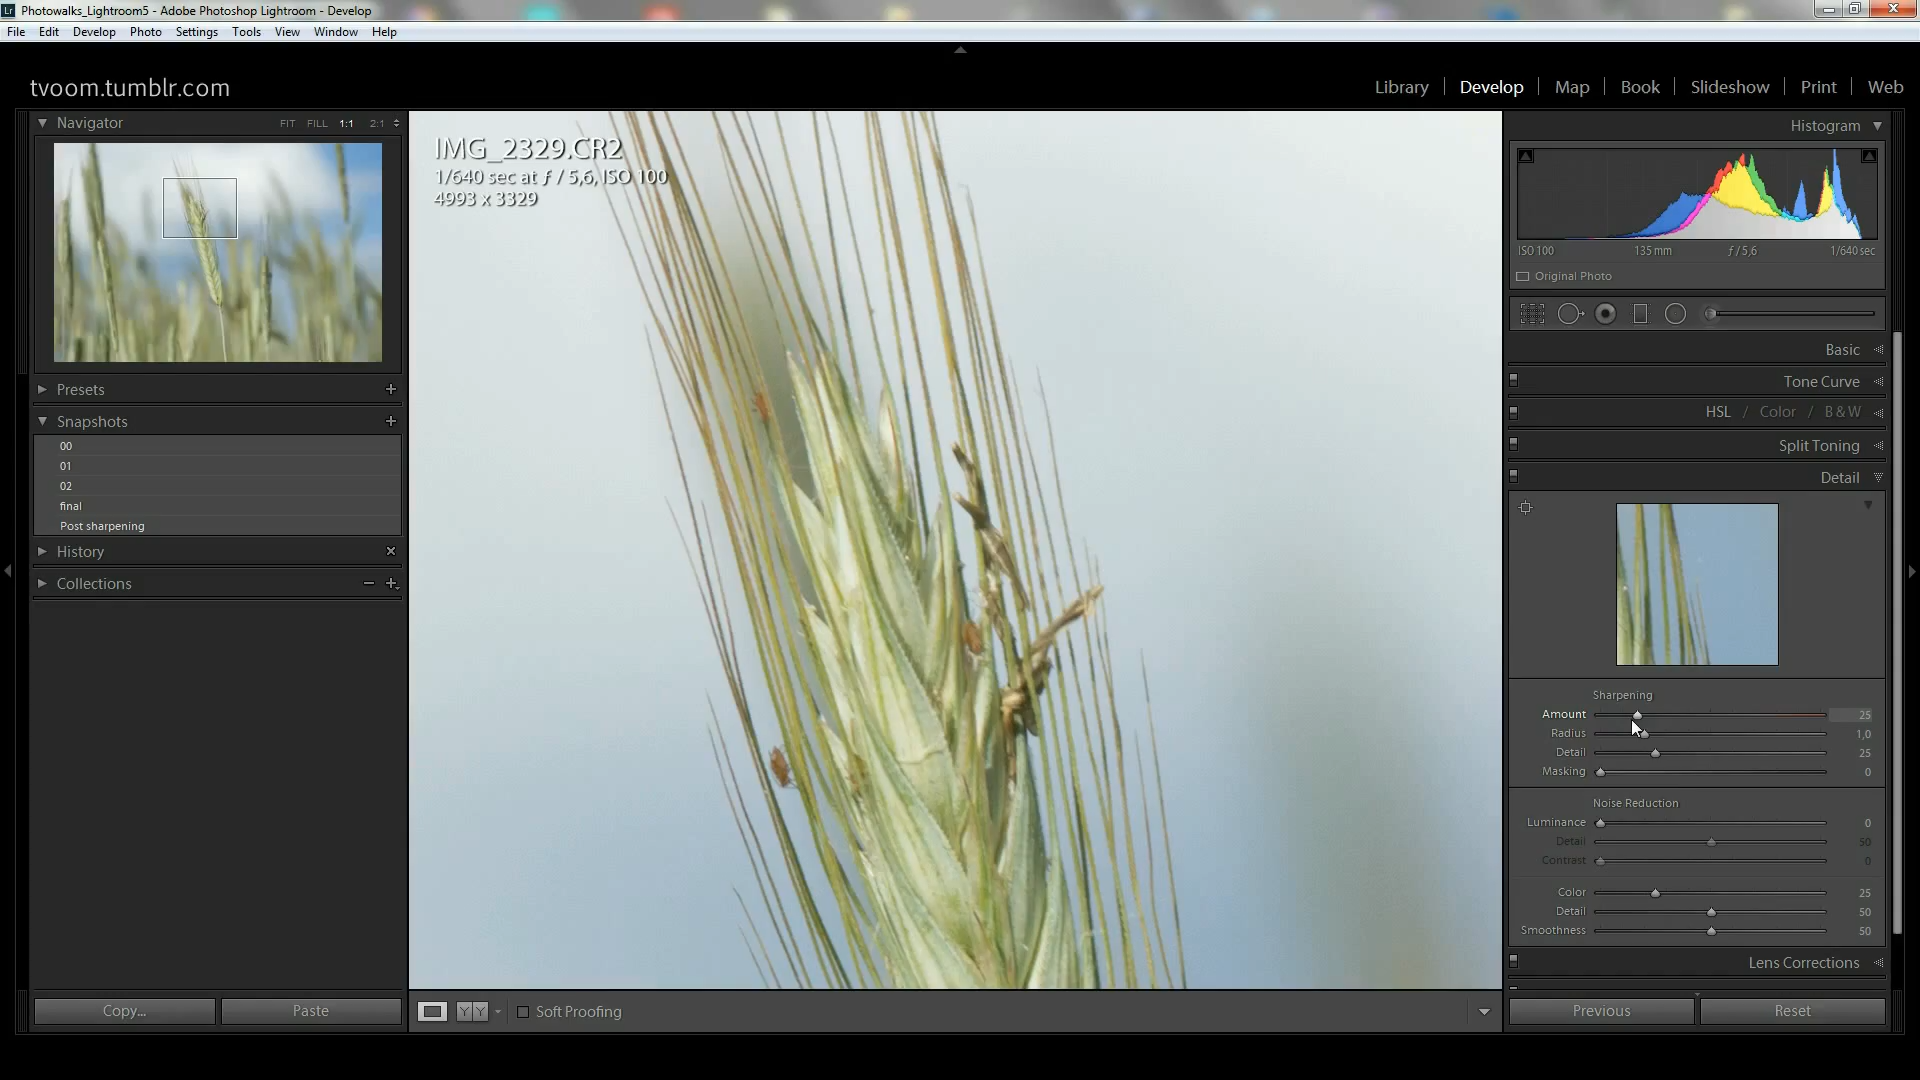 Lr Photowalks_Lightroom5 - Adobe Photoshop Lightroom - Develop
File Edit Develop Photo Settings Tools View Window Help
tvoom.tumblr.com
Library Develop Map Book Slideshow Print Web
Navigator FIT FILL 1:1 2:1
Presets
Snapshots
00
01
02
final
Post sharpening
History
Collections
Copy... Paste
IMG_2329.CR2
1/640 sec at ƒ / 5,6, ISO 100
4993 x 3329
YY Soft Proofing
Histogram
ISO 100 135 mm ƒ / 5,6 1/640 sec
Original Photo
Basic
Tone Curve
HSL / Color / B & W
Split Toning
Detail
Sharpening
Amount 25
Radius 1,0
Detail 25
Masking 0
Noise Reduction
Luminance 0
Detail 50
Contrast 0
Color 25
Detail 50
Smoothness 50
Lens Corrections
Previous Reset